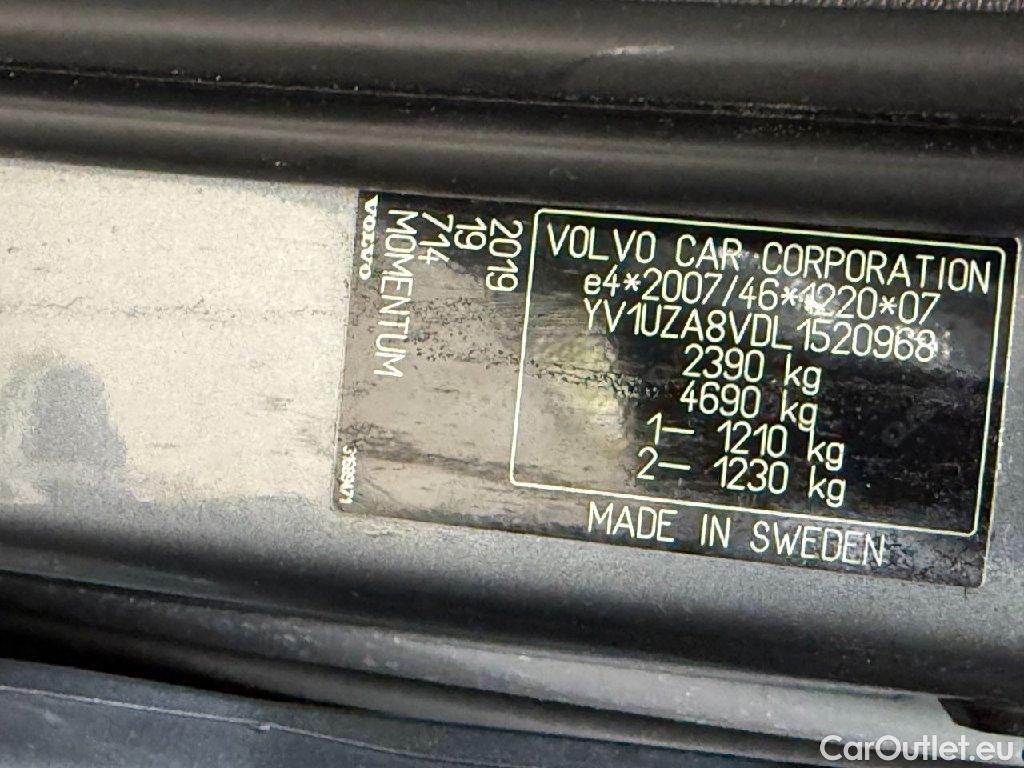 VOLVO
MOMENTUM
714
19
2019
VOLVO CAR CORPORATION
e4*2007/46*1220*07
YV1UZA8VDL1520968
2390 kg
4690 kg
1— 1210 kg
2— 1230 kg
MADE IN SWEDEN
CarOutlet.eu